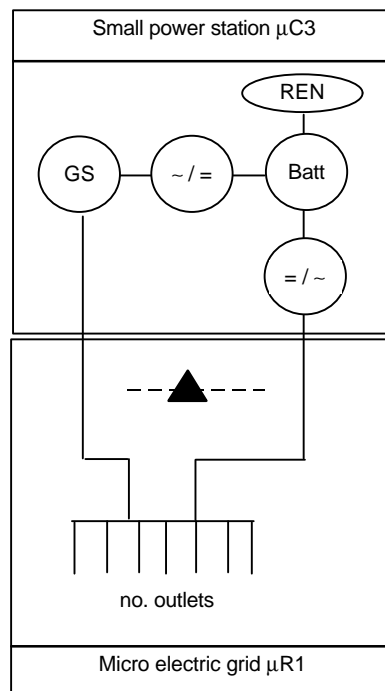 Small power station μC3
REN
GS
~ / =
Batt
= / ~
no. outlets
Micro electric grid μR1